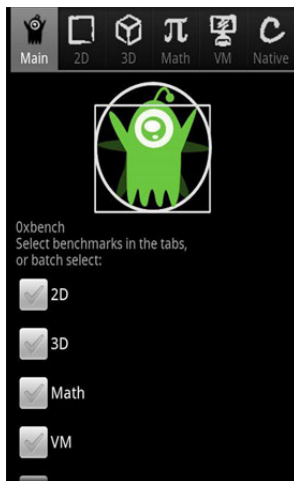 Main 2D 3D Math VM Native
0xbench
Select benchmarks in the tabs,
or batch select:
2D
3D
Math
VM